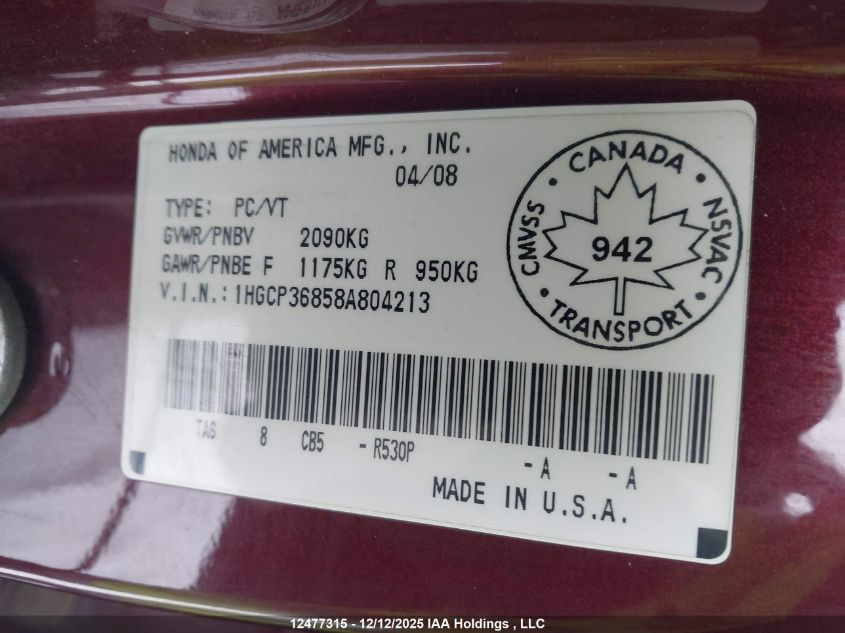 HONDA OF AMERICA MFG., INC.
04/08
TYPE: PC/VT
GVWR/PNBV 2090KG
GAWR/PNBE F 1175KG R 950KG
V.I.N.: 1HGCP36858A804213
CANADA
CMVSS
942
NSVAC
TRANSPORT
TA6 8 CB5 - R530P - A - A
MADE IN U.S.A.
12477315 - 12/12/2025 IAA Holdings , LLC